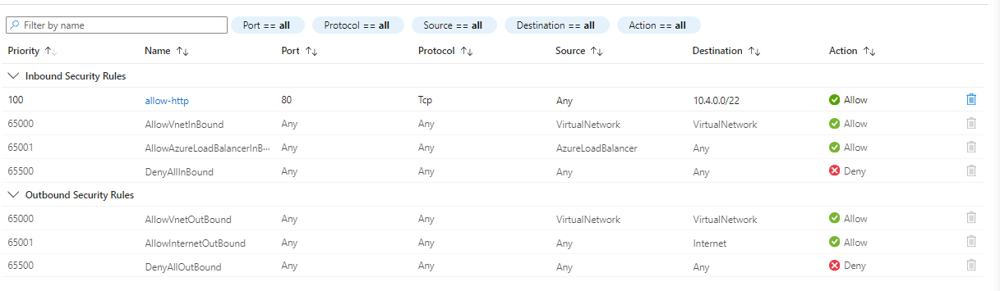 Filter by name Port == all Protocol == all Source == all Destination == all Action == all
Priority Name Port Protocol Source Destination Action
Inbound Security Rules
100 allow-http 80 Tcp Any 10.4.0.0/22 Allow
65000 AllowVnetInBound Any Any VirtualNetwork VirtualNetwork Allow
65001 AllowAzureLoadBalancerInB··· Any Any AzureLoadBalancer Any Allow
65500 DenyAllInBound Any Any Any Any Deny
Outbound Security Rules
65000 AllowVnetOutBound Any Any VirtualNetwork VirtualNetwork Allow
65001 AllowInternetOutBound Any Any Any Internet Allow
65500 DenyAllOutBound Any Any Any Any Deny